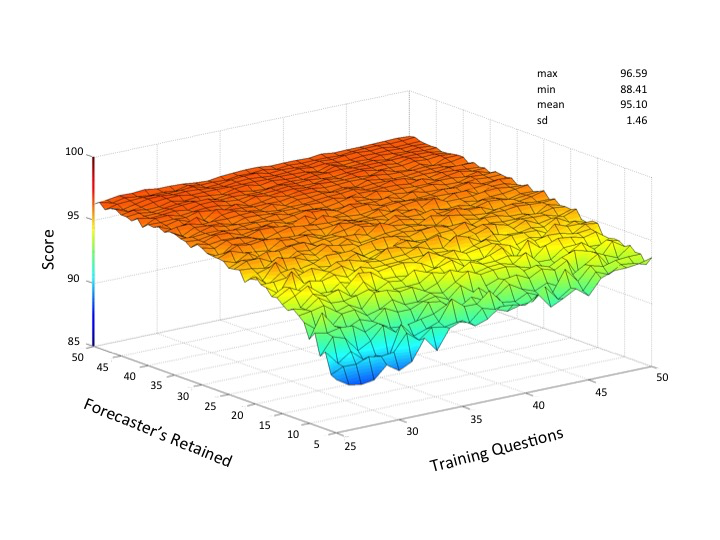 max 96.59
min 88.41
mean 95.10
sd 1.46
100
95
90
85
Score
50
45
40
35
30
25
20
15
10
5
Forecaster’s Retained
25
30
35
40
45
50
Training Questions